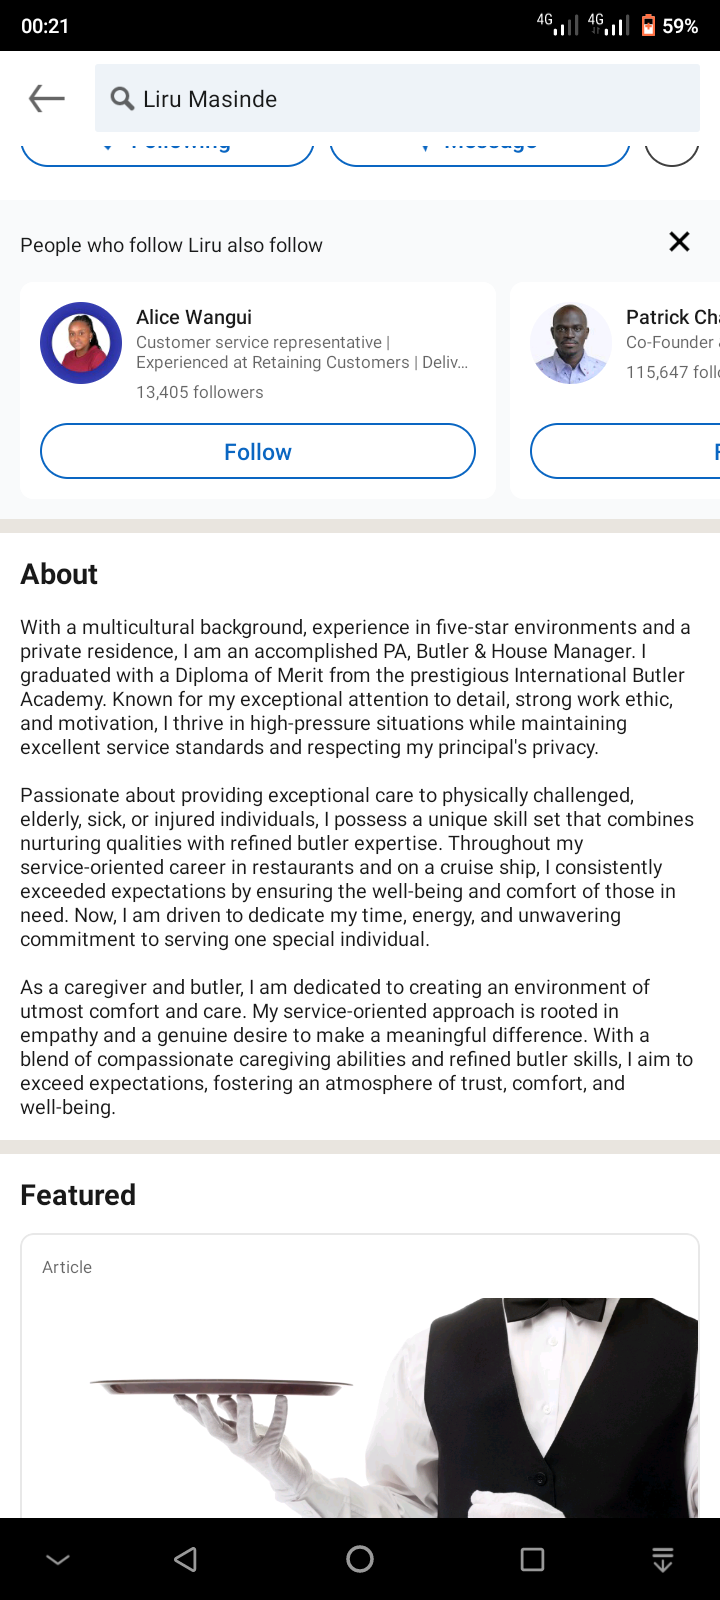 00:21
4G 4G 59%
Liru Masinde
Following Message
People who follow Liru also follow
Alice Wangui
Customer service representative |
Experienced at Retaining Customers | Deliv...
13,405 followers
Follow
Patrick Ch
Co-Founder
115,647 foll
About
With a multicultural background, experience in five-star environments and a
private residence, I am an accomplished PA, Butler & House Manager. I
graduated with a Diploma of Merit from the prestigious International Butler
Academy. Known for my exceptional attention to detail, strong work ethic,
and motivation, I thrive in high-pressure situations while maintaining
excellent service standards and respecting my principal's privacy.
Passionate about providing exceptional care to physically challenged,
elderly, sick, or injured individuals, I possess a unique skill set that combines
nurturing qualities with refined butler expertise. Throughout my
service-oriented career in restaurants and on a cruise ship, I consistently
exceeded expectations by ensuring the well-being and comfort of those in
need. Now, I am driven to dedicate my time, energy, and unwavering
commitment to serving one special individual.
As a caregiver and butler, I am dedicated to creating an environment of
utmost comfort and care. My service-oriented approach is rooted in
empathy and a genuine desire to make a meaningful difference. With a
blend of compassionate caregiving abilities and refined butler skills, I aim to
exceed expectations, fostering an atmosphere of trust, comfort, and
well-being.
Featured
Article